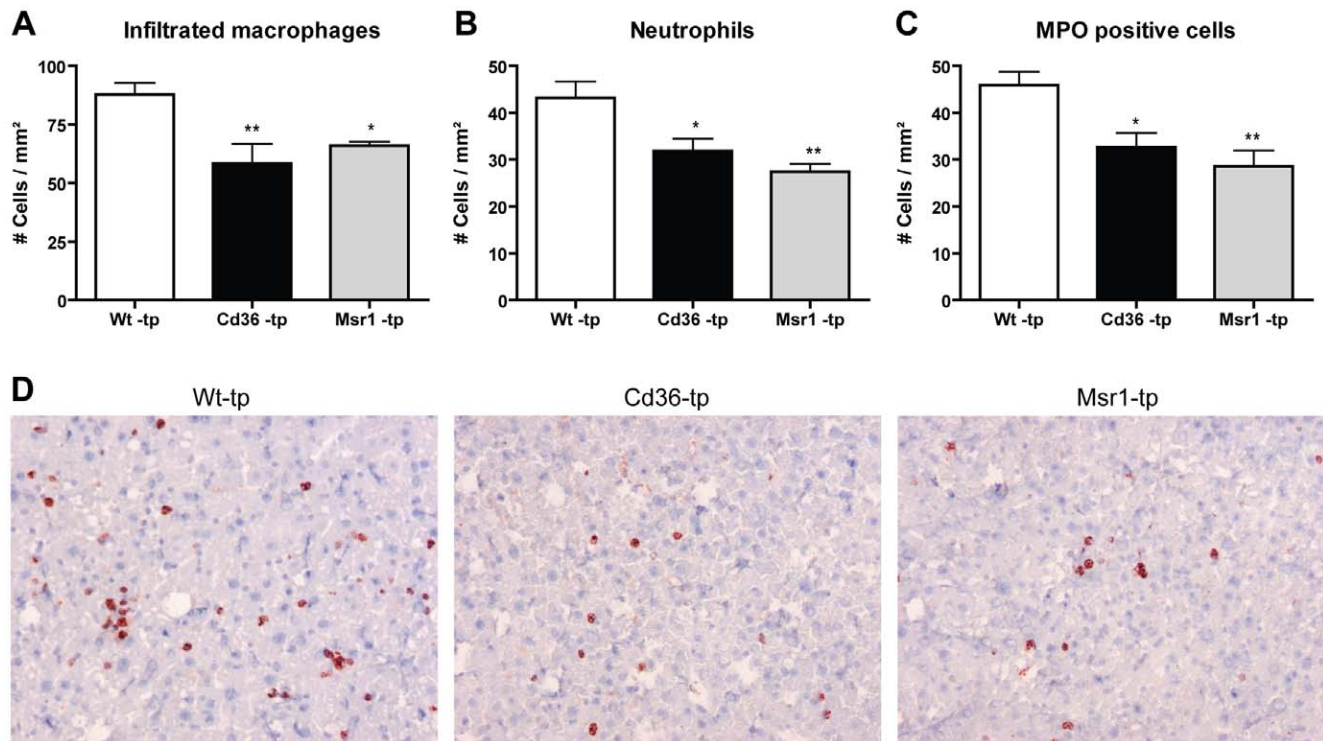 A Infiltrated macrophages
# Cells / mm²
100
75
50
25
0
**
*
Wt -tp Cd36 -tp Msr1 -tp
B Neutrophils
# Cells / mm²
50
40
30
20
10
0
*
**
Wt -tp Cd36 -tp Msr1 -tp
C MPO positive cells
# Cells / mm²
50
40
30
20
10
0
*
**
Wt -tp Cd36 -tp Msr1 -tp
D
Wt-tp Cd36-tp Msr1-tp